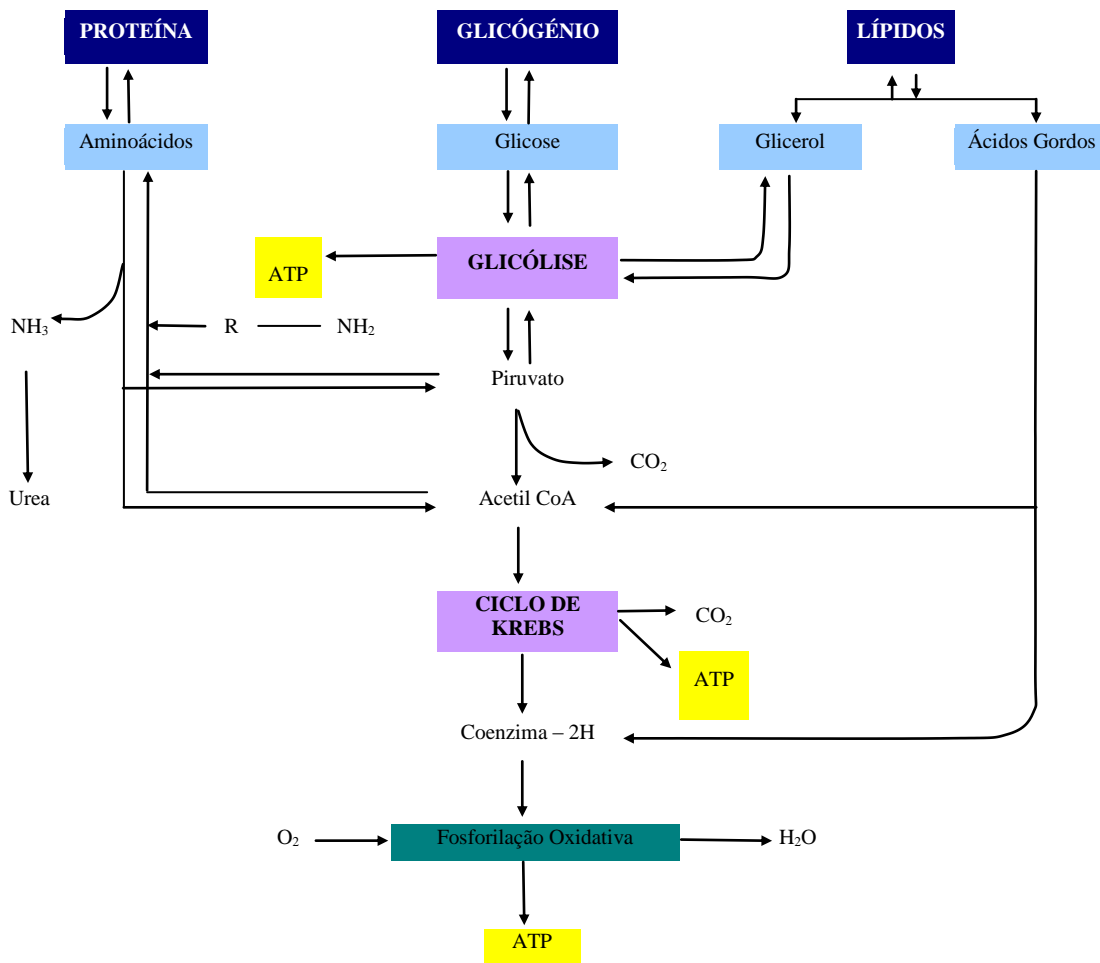 PROTEÍNA
GLICÓGÉNIO
LÍPIDOS
Aminoácidos
Glicose
Glicerol
Ácidos Gordos
GLICÓLISE
ATP
NH₃
R
NH₂
Piruvato
CO₂
Urea
Acetil CoA
CICLO DE
KREBS
CO₂
ATP
Coenzima – 2H
O₂
Fosforilação Oxidativa
H₂O
ATP